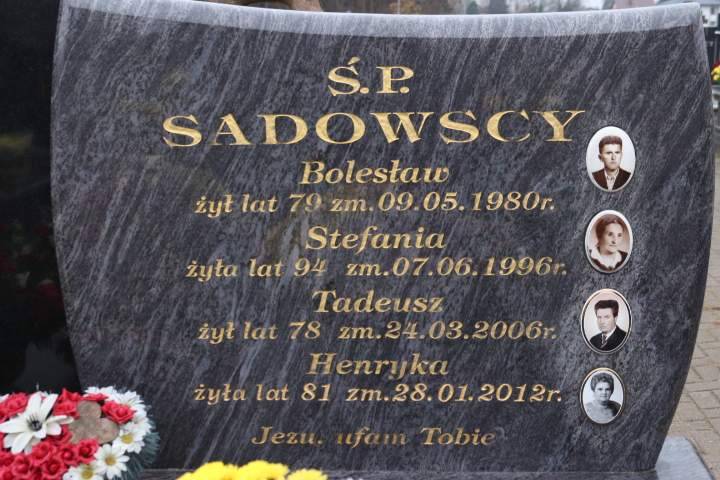 Ś.P.
SADOWSCY
Bolesław
żył lat 79 zm.09.05.1980r.
Stefania
żyła lat 94 zm.07.06.1996r.
Tadeusz
żył lat 78 zm.24.03.2006r.
Henryka
żyła lat 81 zm.28.01.2012r.
Jezu, ufam Tobie